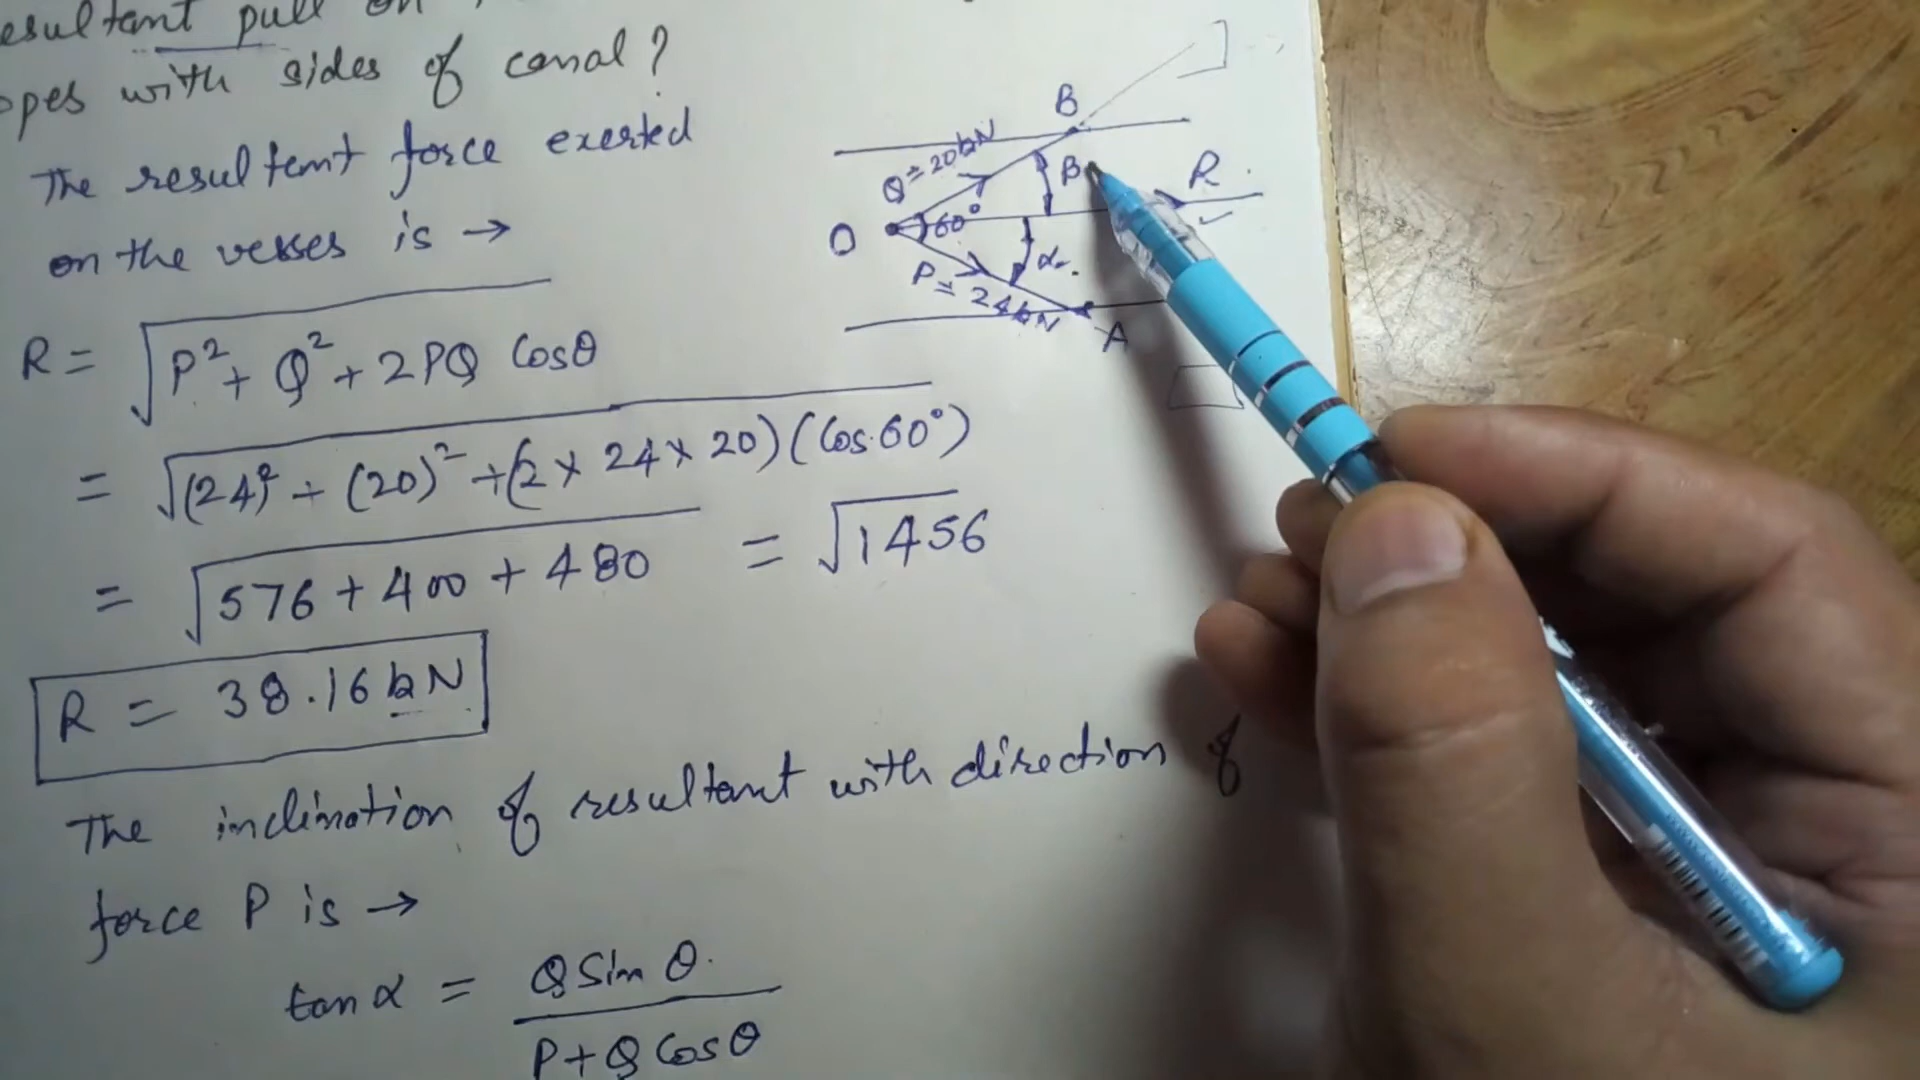 resultant pull on
opes with sides of canal?
The resultant force exerted
on the vesses is →
R = √P² + Q² + 2PQ Cosθ
= √(24)² + (20)² + (2 × 24 × 20) (Cos·60°)
= √576 + 400 + 480 = √1456
R = 38.16 kN
The inclination of resultant with direction of
force P is →
tan α = Q Sin θ.
P + Q Cos θ
B
Q = 20 kN
B
R
O
60°
α
P = 24 kN
A